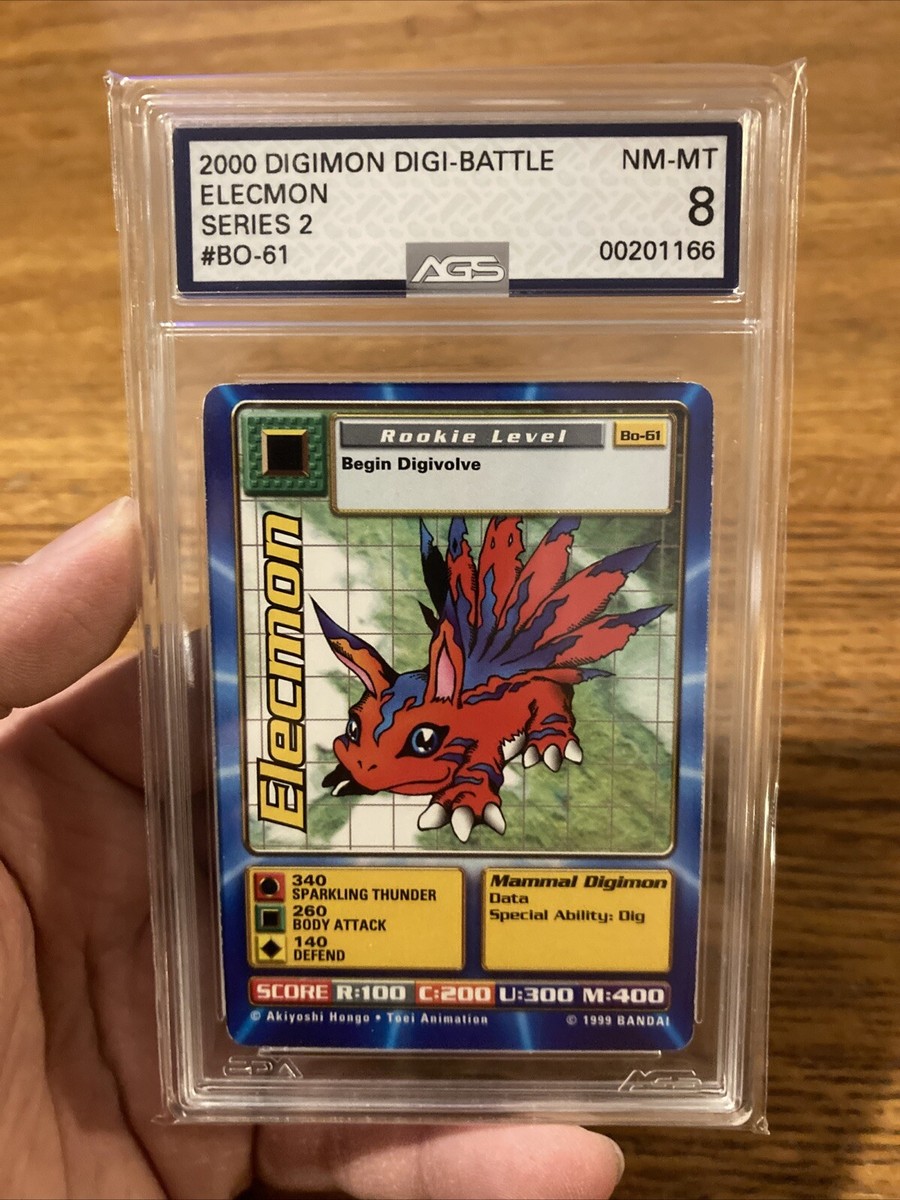 2000 DIGIMON DIGI-BATTLE NM-MT
ELECMON 8
SERIES 2
#BO-61 00201166
AGS
Rookie Level Bo-61
Begin Digivolve
Elecmon
340
SPARKLING THUNDER
260
BODY ATTACK
140
DEFEND
Mammal Digimon
Data
Special Ability: Dig
SCORE R:100 C:200 U:300 M:400
© Akiyoshi Hongo • Toei Animation © 1999 BANDAI
AGS